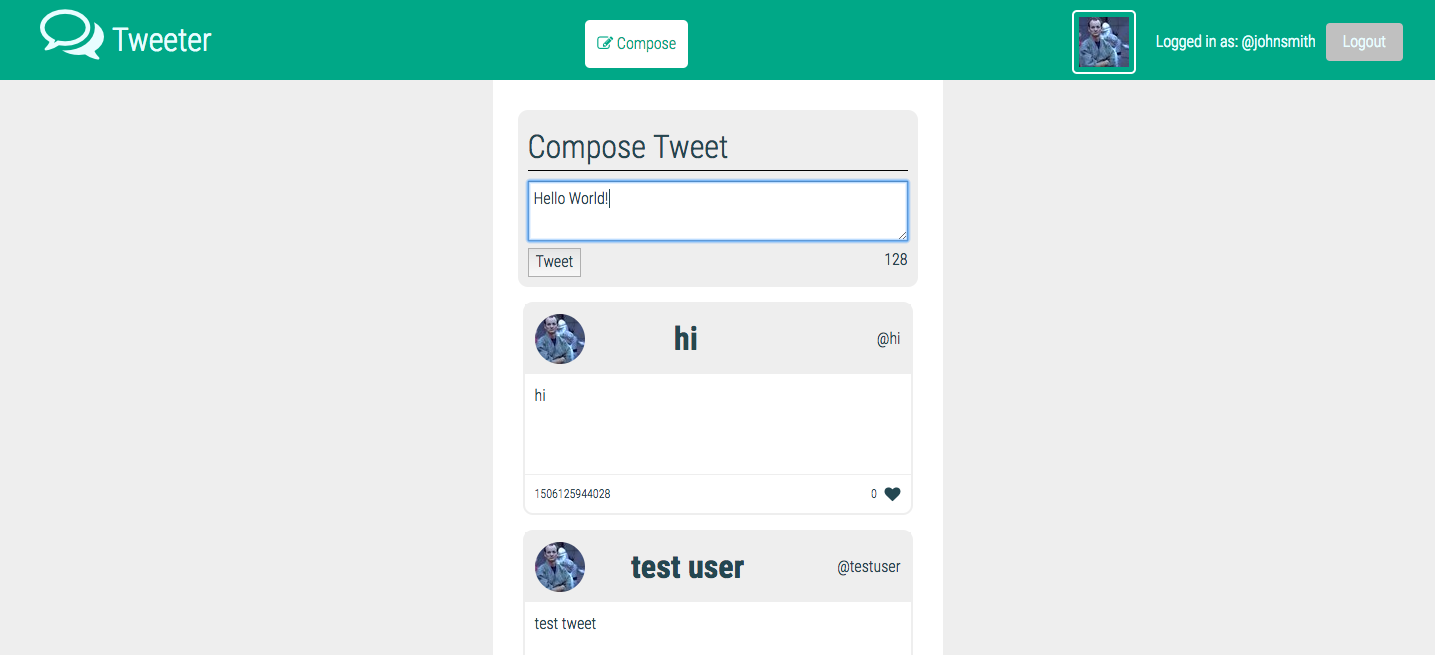 Tweeter
Compose
Logged in as: @johnsmith
Logout
Compose Tweet
Hello World!
Tweet
128
hi
@hi
hi
1506125944028
0
test user
@testuser
test tweet